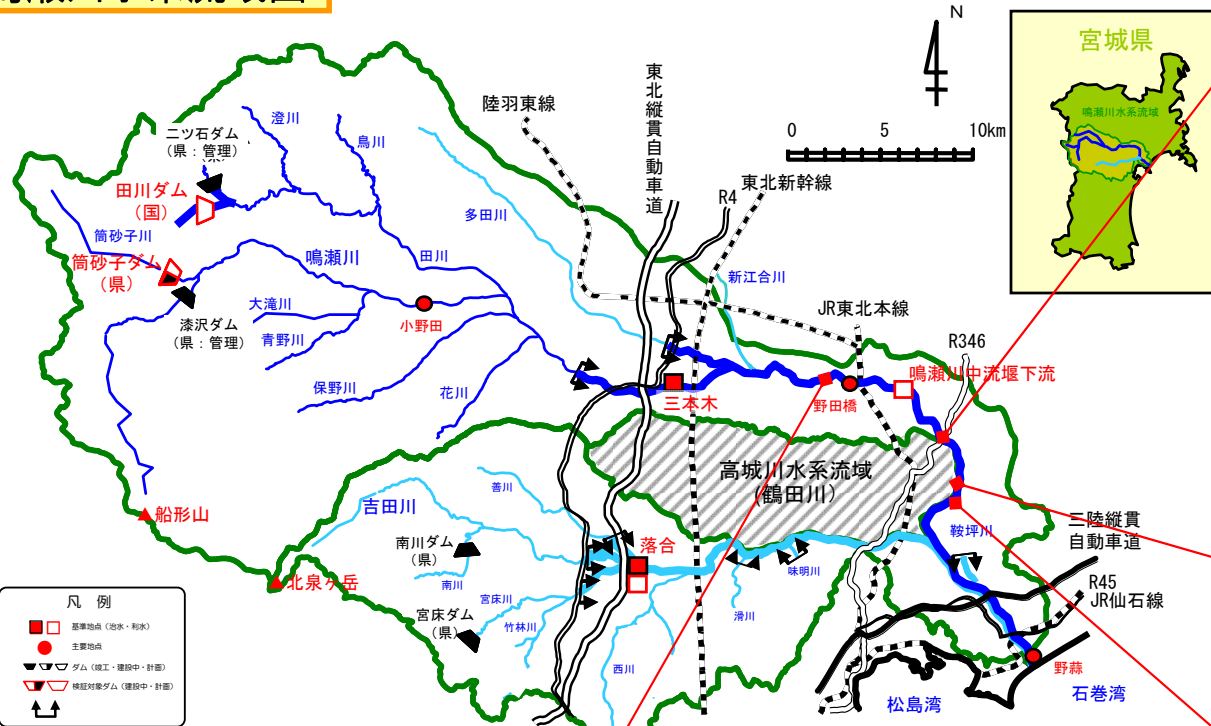 N
宮城県
鳴瀬川水系流域
0 5 10km
東北縦貫自動車道
陸羽東線
東北新幹線
R4
澄川
鳥川
二ツ石ダム
(県:管理)
田川ダム
(国)
多田川
筒砂子川
筒砂子ダム
(県)
鳴瀬川
田川
新江合川
JR東北本線
大滝川
小野田
漆沢ダム
(県:管理)
青野川
R346
鳴瀬川中流堰下流
保野川
花川
三本木
野田橋
高城川水系流域
(鶴田川)
善川
吉田川
船形山
鞍坪川
三陸縦貫
自動車道
南川ダム
(県)
落合
味明川
北泉ヶ岳
南川
宮床川
R45
JR仙石線
宮床ダム
(県)
竹林川
滑川
西川
野蒜
松島湾
石巻湾
凡 例
基準地点(治水・利水)
主要地点
ダム(竣工・建設中・計画)
検証対象ダム(建設中・計画)